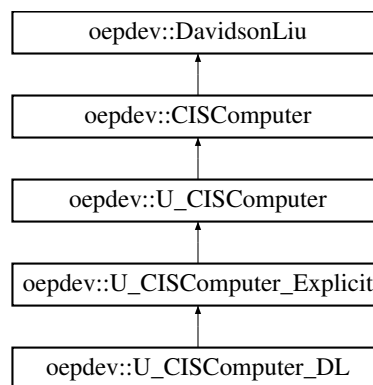 oepdev::DavidsonLiu
oepdev::CISComputer
oepdev::U_CISComputer
oepdev::U_CISComputer_Explicit
oepdev::U_CISComputer_DL